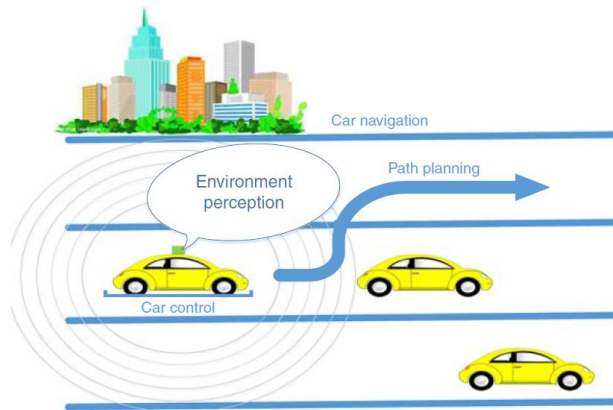 Car navigation
Path planning
Environment
perception
Car control